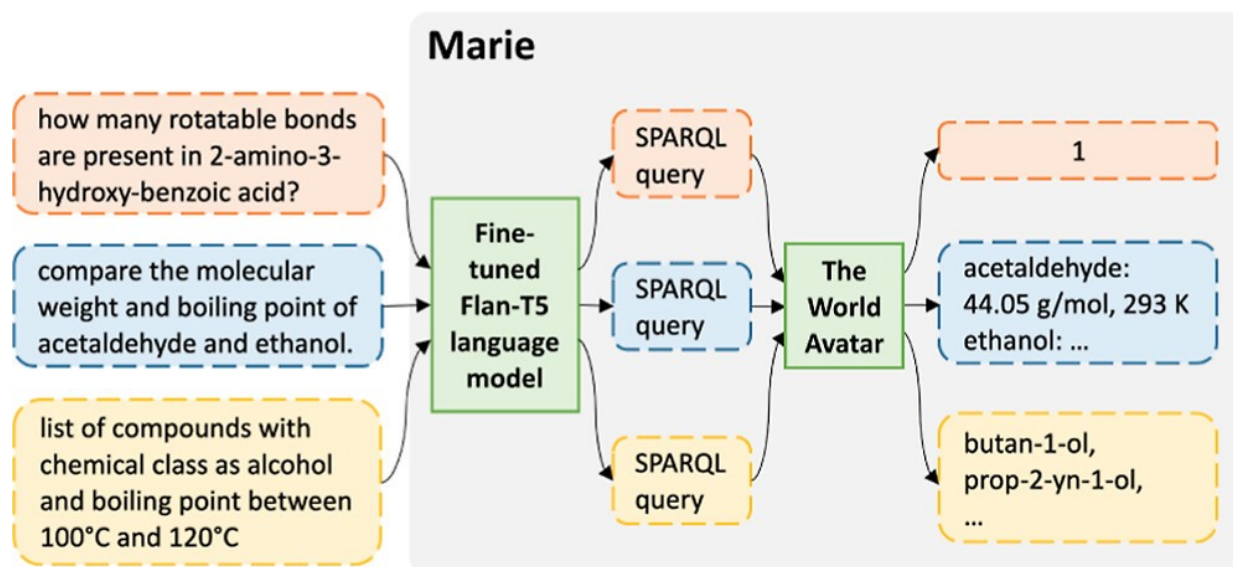 Marie
how many rotatable bonds
are present in 2-amino-3-
hydroxy-benzoic acid?
compare the molecular
weight and boiling point of
acetaldehyde and ethanol.
list of compounds with
chemical class as alcohol
and boiling point between
100°C and 120°C
Fine-
tuned
Flan-T5
language
model
SPARQL
query
SPARQL
query
SPARQL
query
The
World
Avatar
1
acetaldehyde:
44.05 g/mol, 293 K
ethanol: ...
butan-1-ol,
prop-2-yn-1-ol,
...